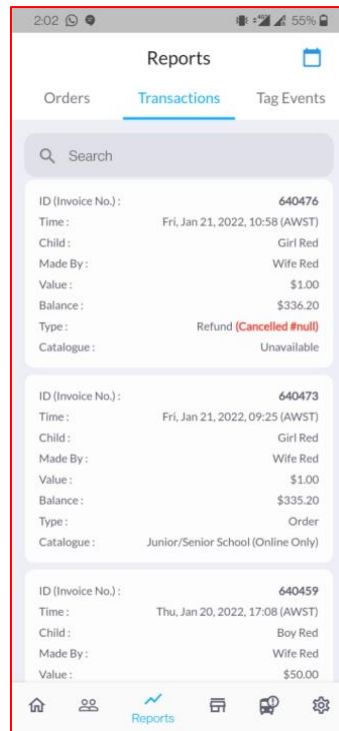 2:02 55%
Reports
Orders Transactions Tag Events
Search
ID (Invoice No.) : 640476
Time : Fri, Jan 21, 2022, 10:58 (AWST)
Child : Girl Red
Made By : Wife Red
Value : $1.00
Balance : $336.20
Type : Refund (Cancelled #null)
Catalogue : Unavailable
ID (Invoice No.) : 640473
Time : Fri, Jan 21, 2022, 09:25 (AWST)
Child : Girl Red
Made By : Wife Red
Value : $1.00
Balance : $335.20
Type : Order
Catalogue : Junior/Senior School (Online Only)
ID (Invoice No.) : 640459
Time : Thu, Jan 20, 2022, 17:08 (AWST)
Child : Boy Red
Made By : Wife Red
Value : $50.00
Reports